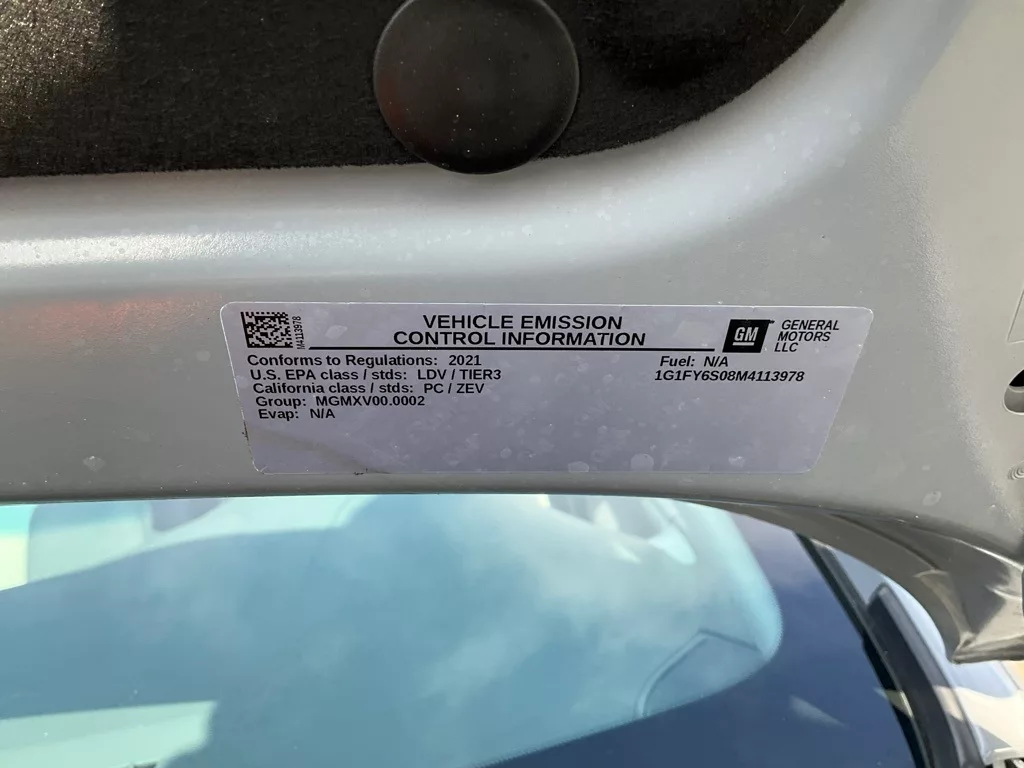 M4113978
VEHICLE EMISSION
CONTROL INFORMATION
GM
GENERAL
MOTORS
LLC
Conforms to Regulations: 2021
U.S. EPA class / stds: LDV / TIER3
California class / stds: PC / ZEV
Group: MGMXV00.0002
Evap: N/A
Fuel: N/A
1G1FY6S08M4113978